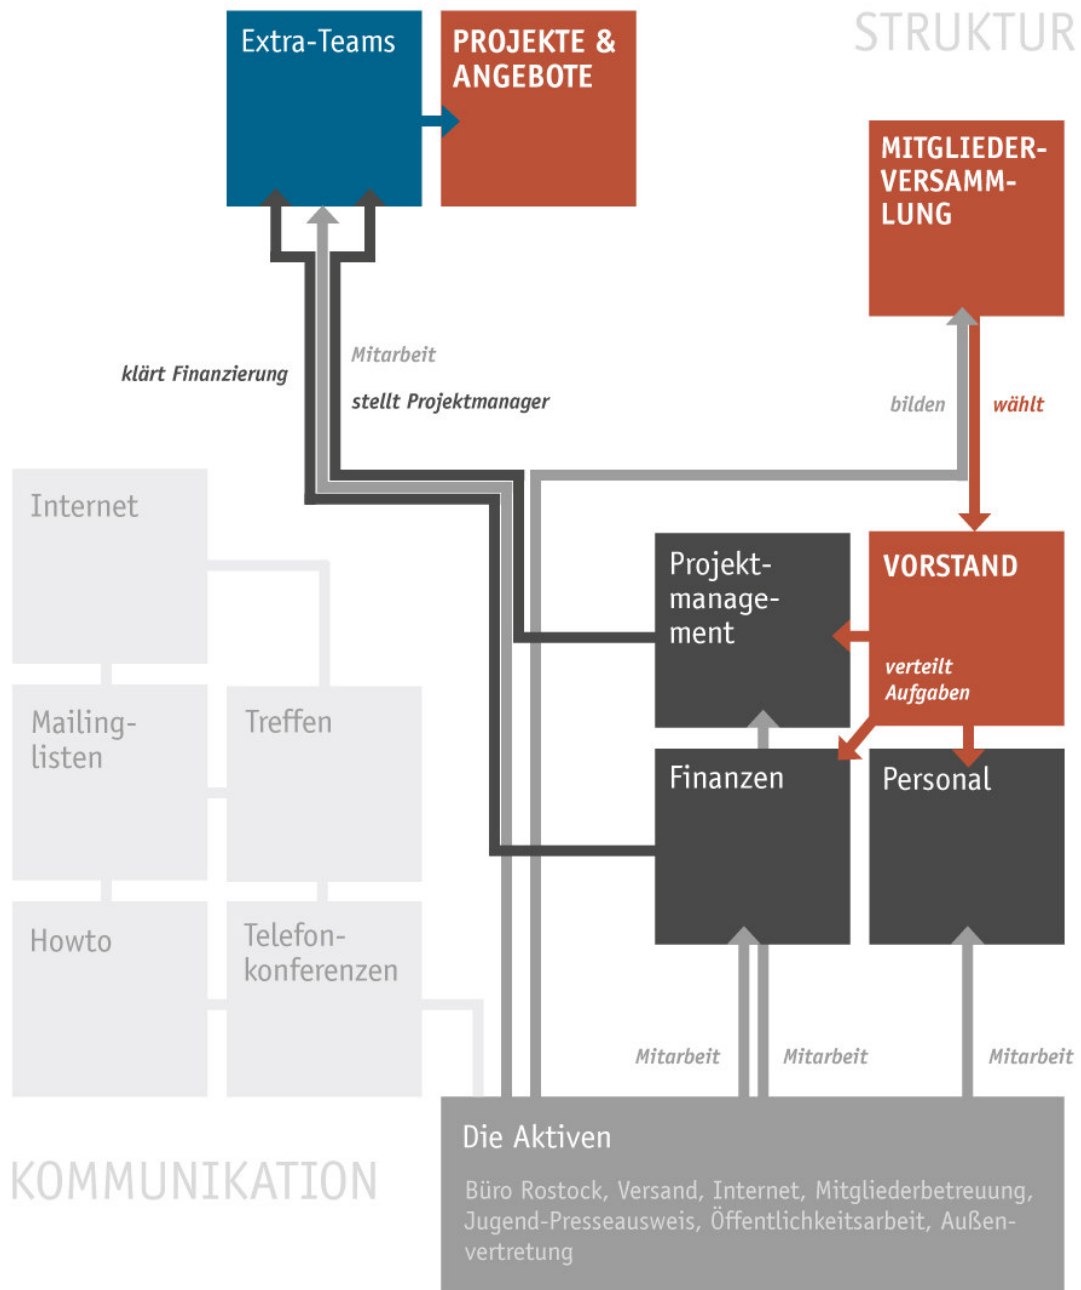 STRUKTUR
Extra-Teams
PROJEKTE &
ANGEBOTE
MITGLIEDER-
VERSAMM-
LUNG
klärt Finanzierung
Mitarbeit
stellt Projektmanager
bilden
wählt
Internet
Mailing-
listen
Treffen
Howto
Telefon-
konferenzen
Projekt-
manage-
ment
VORSTAND
verteilt
Aufgaben
Finanzen
Personal
Mitarbeit
Mitarbeit
Mitarbeit
KOMMUNIKATION
Die Aktiven
Büro Rostock, Versand, Internet, Mitgliederbetreuung,
Jugend-Presseausweis, Öffentlichkeitsarbeit, Außen-
vertretung